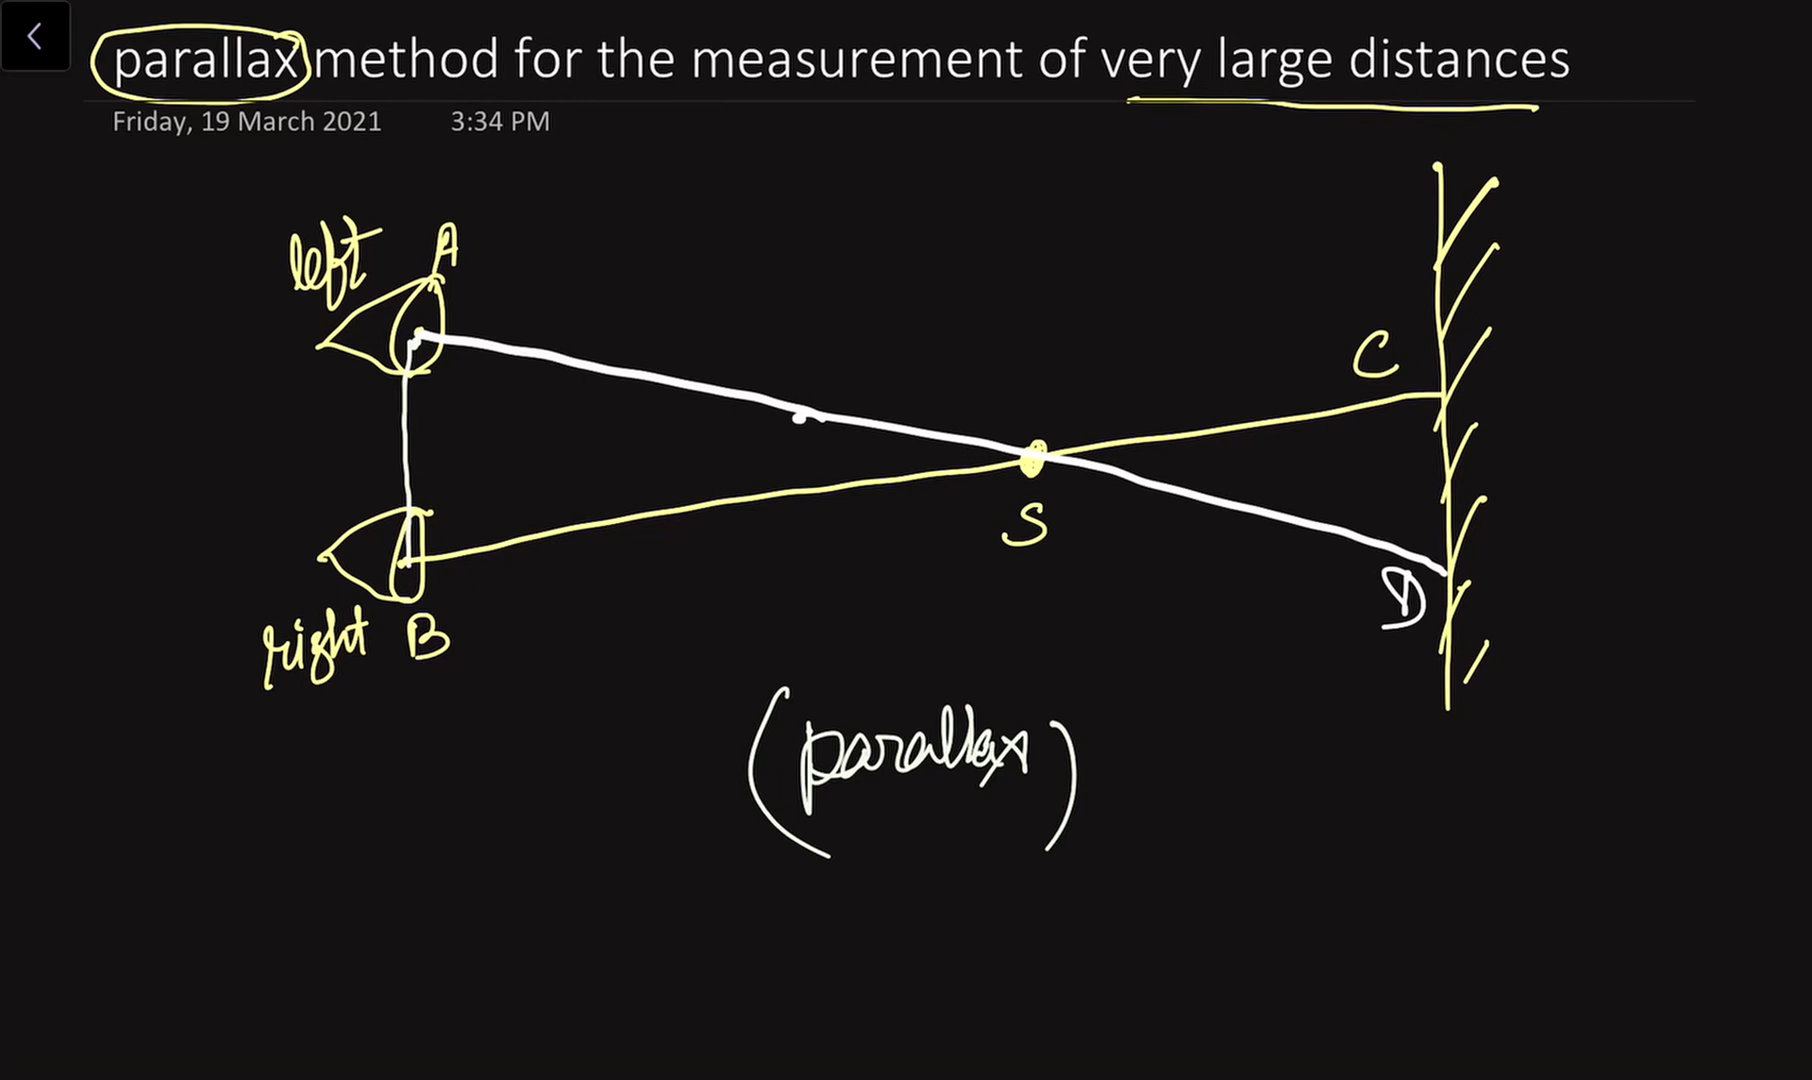 parallax method for the measurement of very large distances
Friday, 19 March 2021 3:34 PM
left A
C
S
D
right B
(parallax)